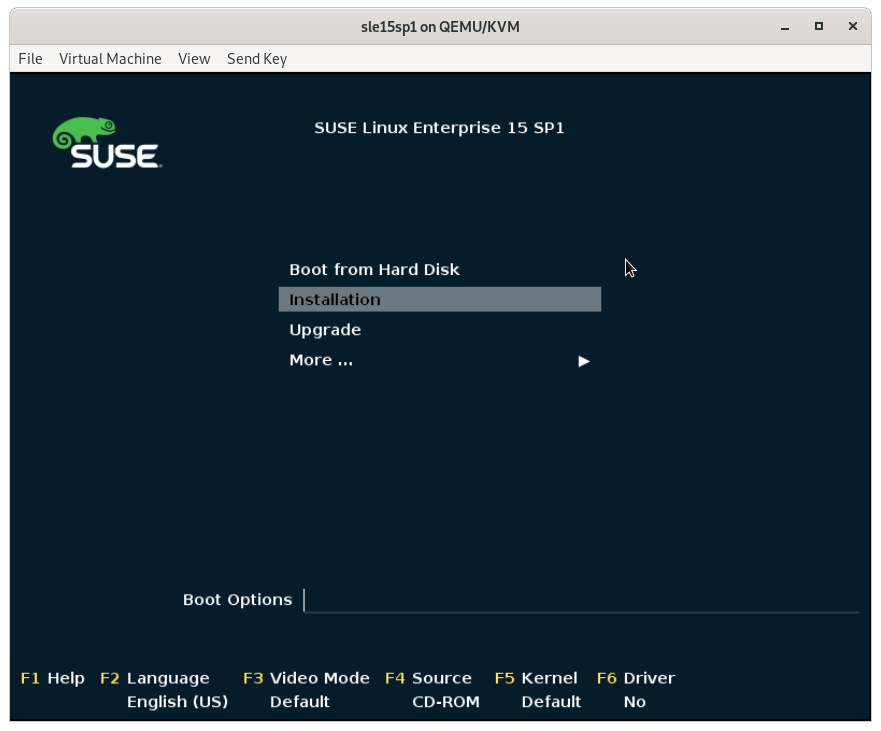 sle15sp1 on QEMU/KVM
File Virtual Machine View Send Key
SUSE
SUSE Linux Enterprise 15 SP1
Boot from Hard Disk
Installation
Upgrade
More ...
Boot Options
F1 Help F2 Language F3 Video Mode F4 Source F5 Kernel F6 Driver
English (US) Default CD-ROM Default No